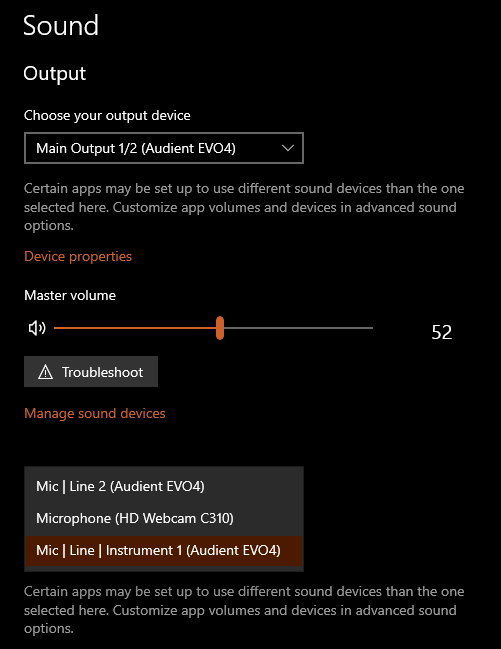 Sound
Output
Choose your output device
Main Output 1/2 (Audient EVO4)
Certain apps may be set up to use different sound devices than the one
selected here. Customize app volumes and devices in advanced sound
options.
Device properties
Master volume
52
Troubleshoot
Manage sound devices
Mic | Line 2 (Audient EVO4)
Microphone (HD Webcam C310)
Mic | Line | Instrument 1 (Audient EVO4)
Certain apps may be set up to use different sound devices than the one
selected here. Customize app volumes and devices in advanced sound
options.